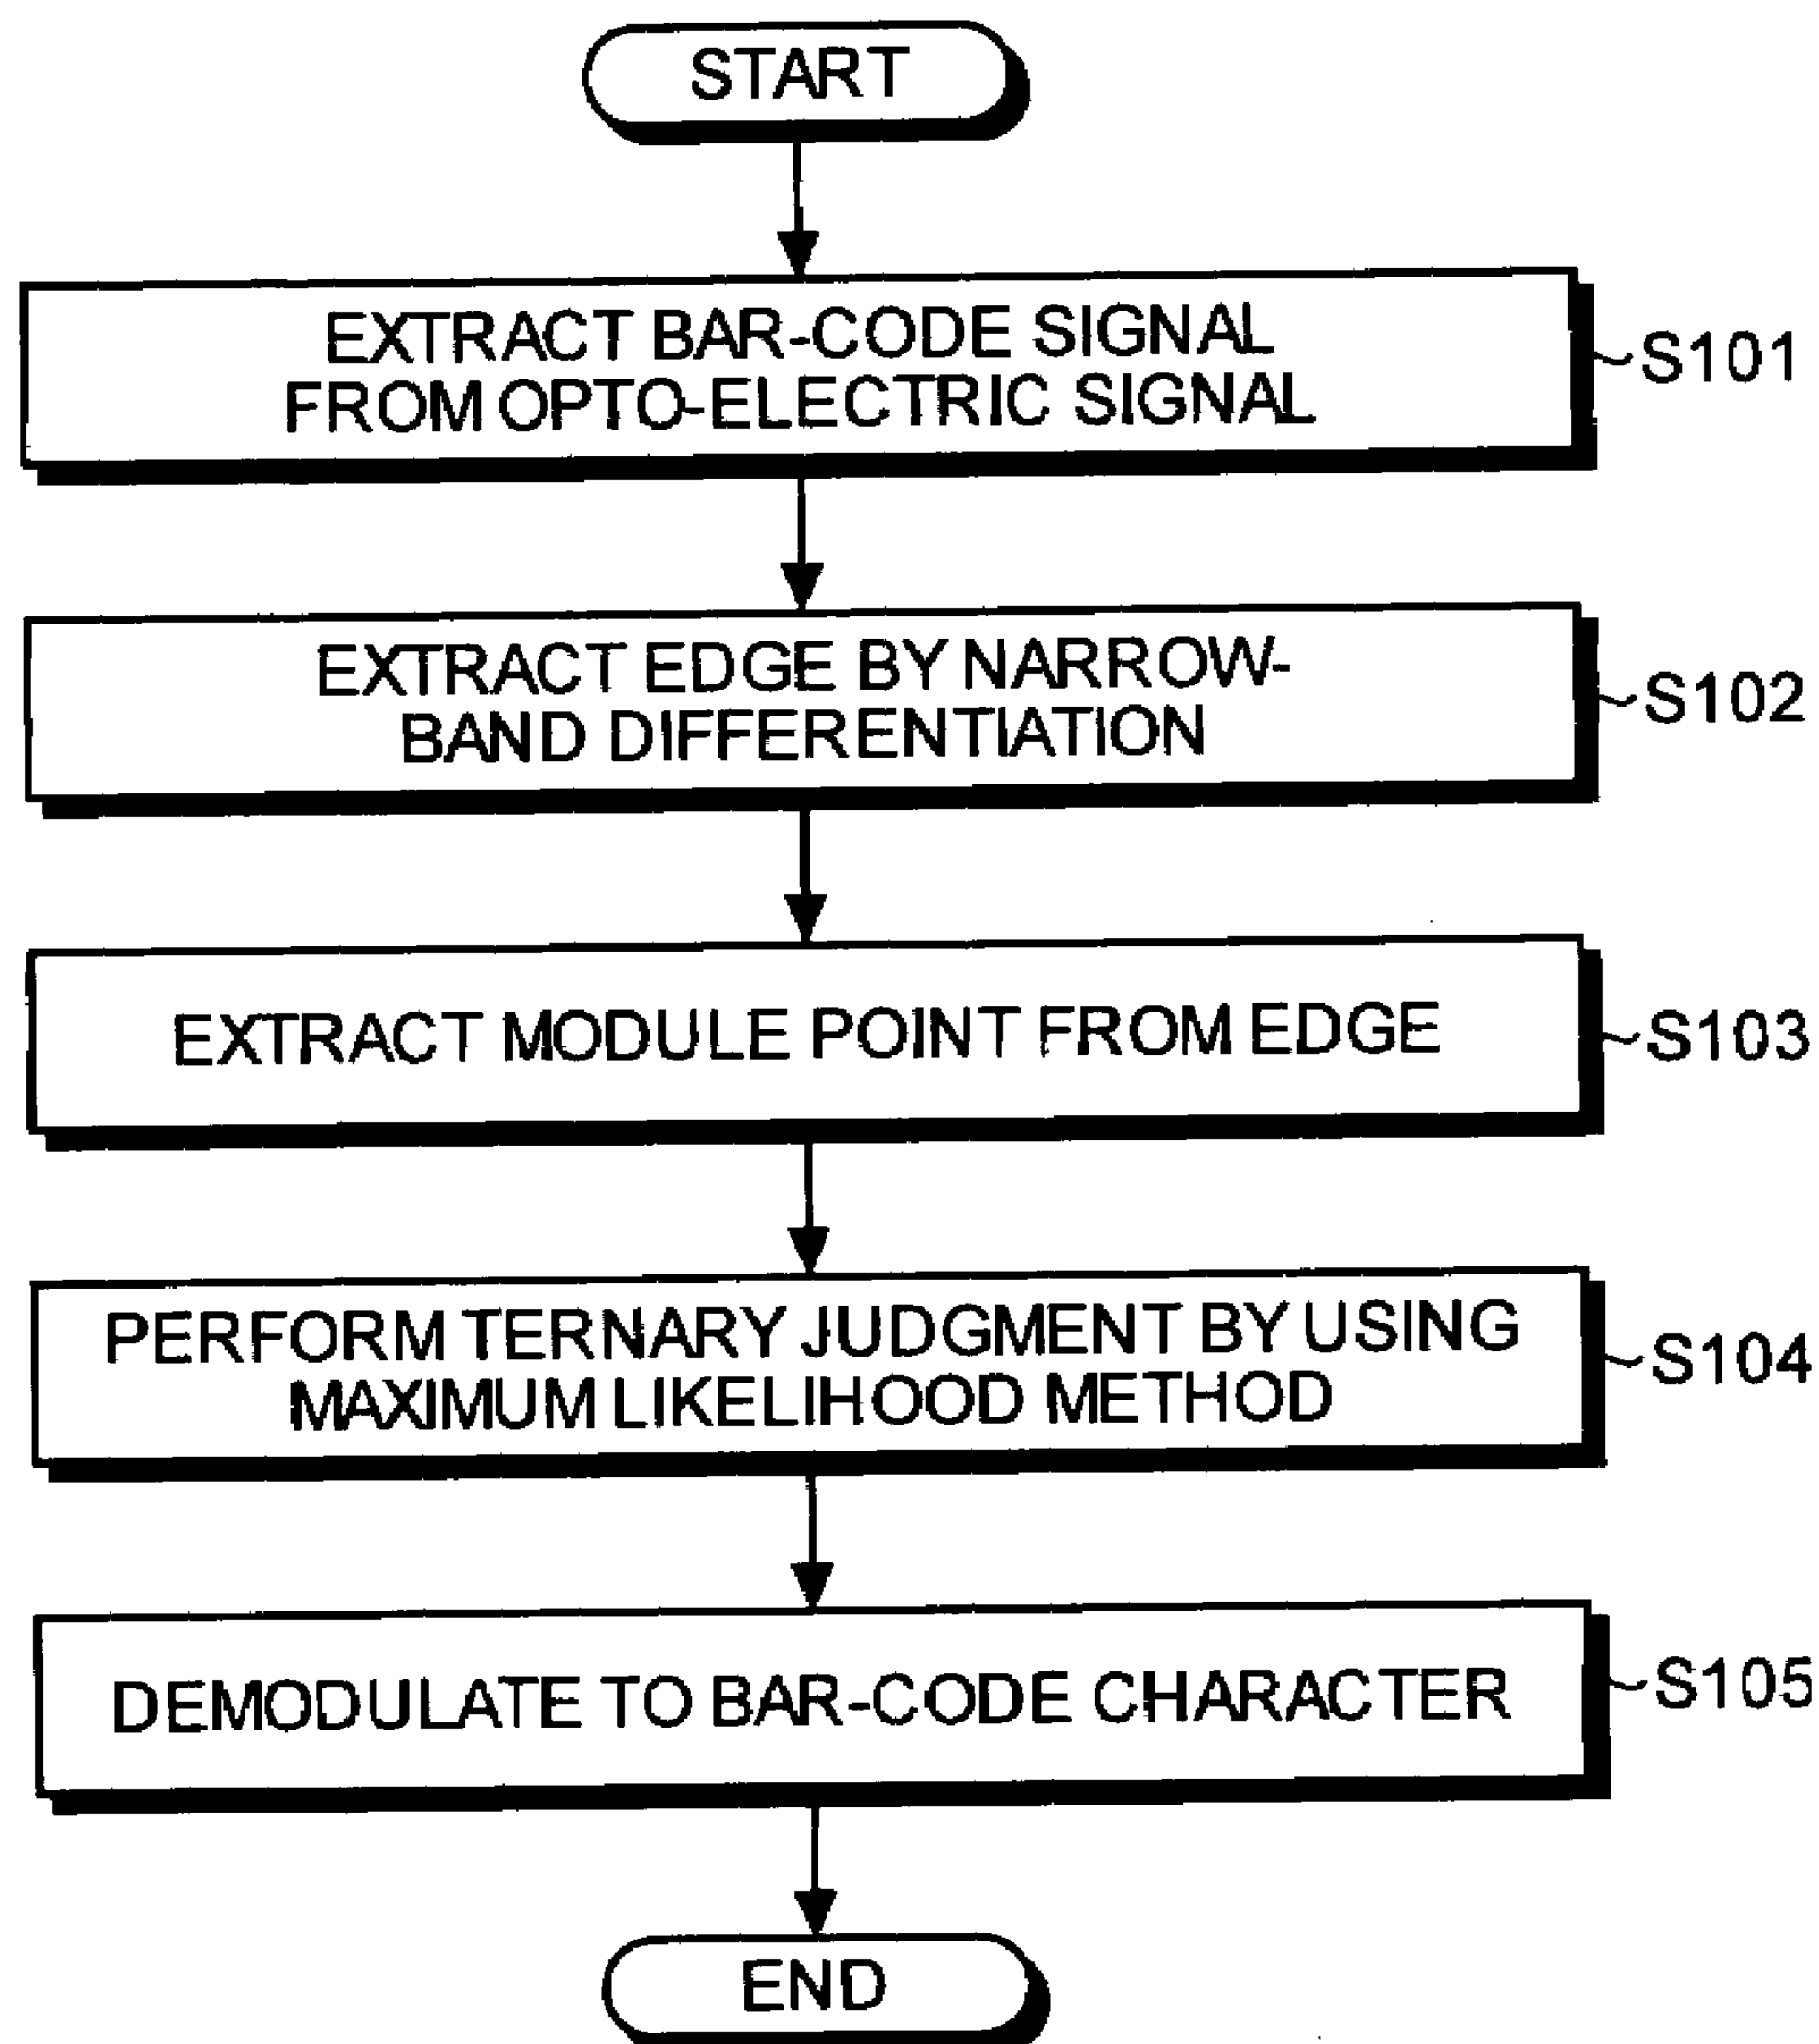 START
EXTRACT BAR-CODE SIGNAL
FROM OPTO-ELECTRIC SIGNAL
S101
EXTRACT EDGE BY NARROW-
BAND DIFFERENTIATION
S102
EXTRACT MODULE POINT FROM EDGE
S103
PERFORM TERNARY JUDGMENT BY USING
MAXIMUM LIKELIHOOD METHOD
S104
DEMODULATE TO BAR-CODE CHARACTER
S105
END